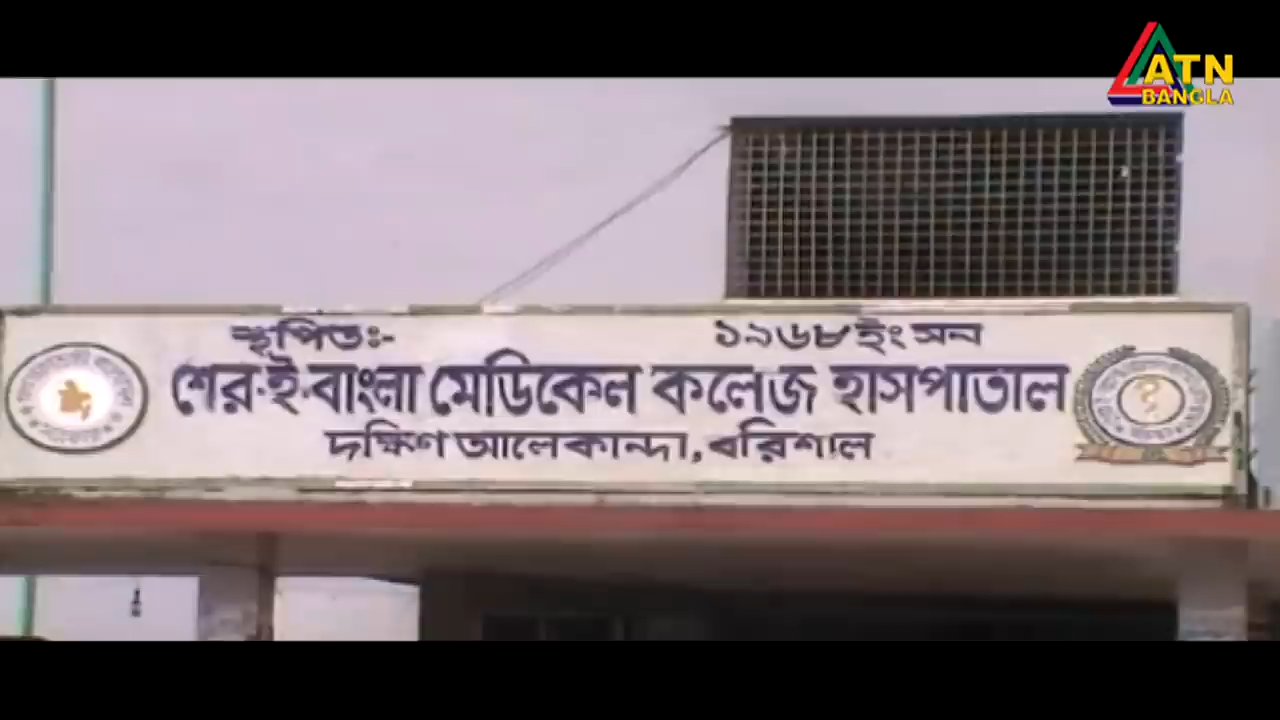 ATN
BANGLA
স্থাপিতঃ- ১৯৬৮ ইং সন
শের-ই-বাংলা মেডিকেল কলেজ হাসপাতাল
দক্ষিণ আলেকান্দা, বরিশাল